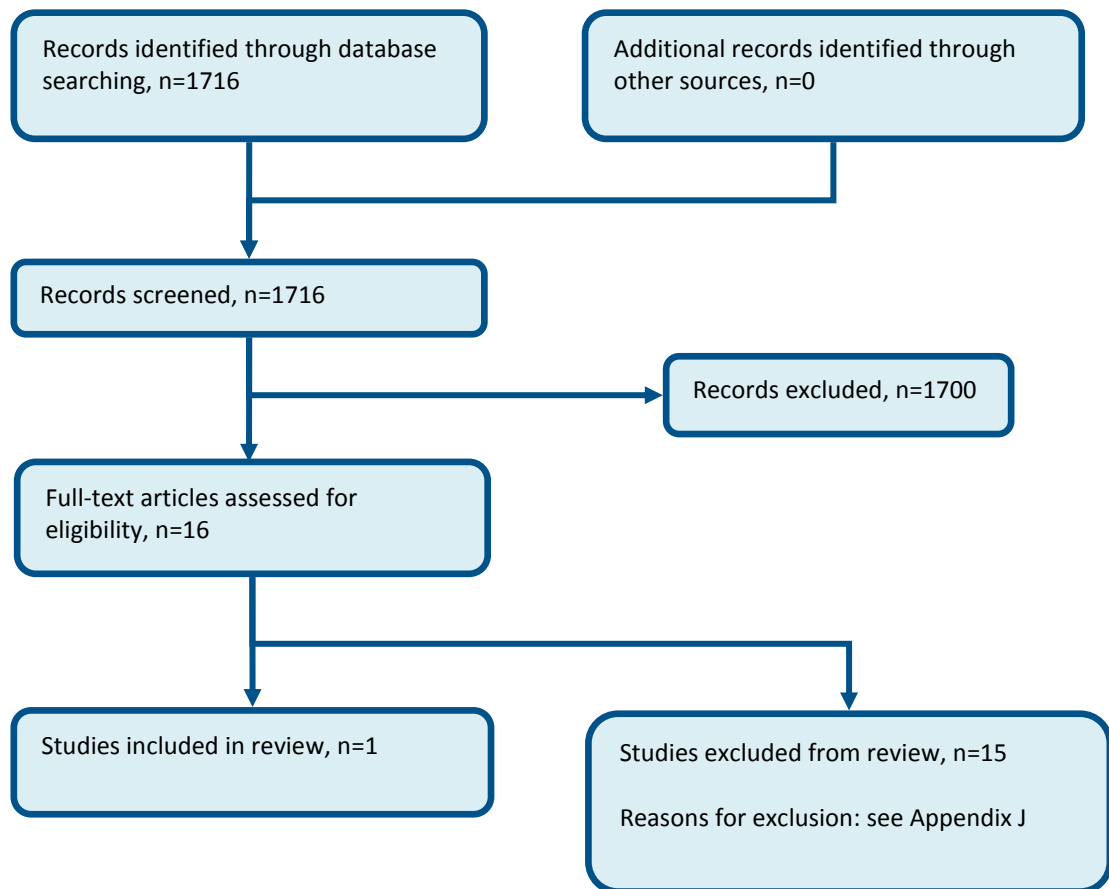 Records identified through database
searching, n=1716
Additional records identified through
other sources, n=0
Records screened, n=1716
Records excluded, n=1700
Full-text articles assessed for
eligibility, n=16
Studies included in review, n=1
Studies excluded from review, n=15
Reasons for exclusion: see Appendix J